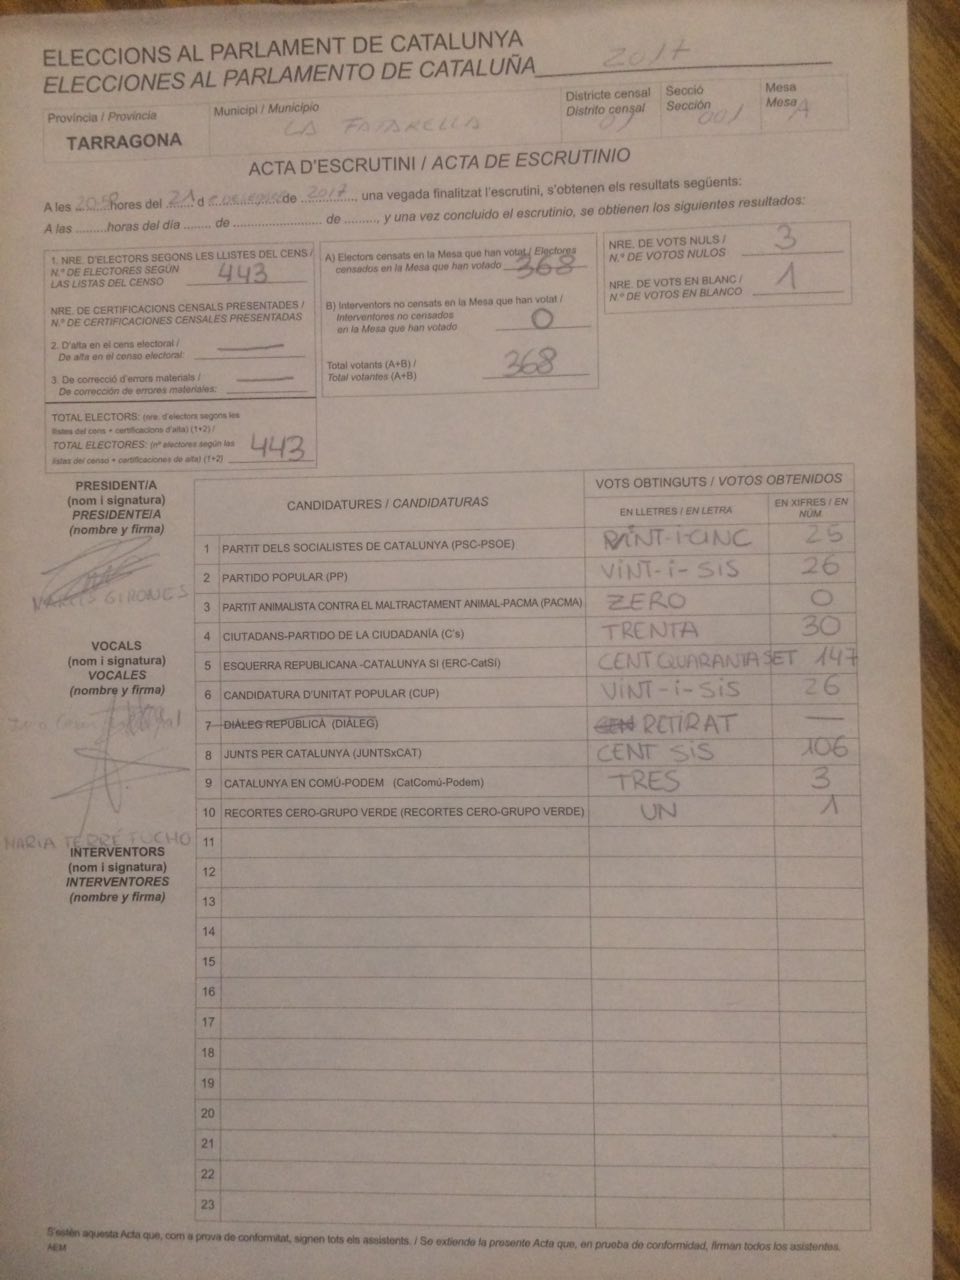 ELECCIONS AL PARLAMENT DE CATALUNYA
ELECCIONES AL PARLAMENTO DE CATALUÑA 2017
Província / Provincia
TARRAGONA
Municipi / Municipio
LA FATARELLA
Districte censal
Distrito censal
01
Secció
Sección
001
Mesa
Mesa A
ACTA D'ESCRUTINI / ACTA DE ESCRUTINIO
A les 20:50 hores del 21 d e desembre de 2017, una vegada finalitzat l'escrutini, s'obtenen els resultats següents:
A las .........horas del día ........ de ........................ de ........, y una vez concluido el escrutinio, se obtienen los siguientes resultados:
1. NRE. D'ELECTORS SEGONS LES LLISTES DEL CENS /
N.º DE ELECTORES SEGÚN
LAS LISTAS DEL CENSO 443
NRE. DE CERTIFICACIONS CENSALS PRESENTADES /
N.º DE CERTIFICACIONES CENSALES PRESENTADAS
2. D'alta en el cens electoral /
De alta en el censo electoral: —
3. De correcció d'errors materials /
De corrección de errores materiales: —
TOTAL ELECTORS: (nre. d'electors segons les
llistes del cens + certificacions d'alta) (1+2) /
TOTAL ELECTORES: (nº electores según las
listas del censo + certificaciones de alta) (1+2) 443
A) Electors censats en la Mesa que han votat / Electores
censados en la Mesa que han votado 368
B) Interventors no censats en la Mesa que han votat /
Interventores no censados
en la Mesa que han votado 0
Total votants (A+B) /
Total votantes (A+B) 368
NRE. DE VOTS NULS /
N.º DE VOTOS NULOS 3
NRE. DE VOTS EN BLANC /
N.º DE VOTOS EN BLANCO 1
PRESIDENT/A
(nom i signatura)
PRESIDENTE/A
(nombre y firma)
NARCÍS GIRONES
VOCALS
(nom i signatura)
VOCALES
(nombre y firma)
MARIA TERRÉ
INTERVENTORS
(nom i signatura)
INTERVENTORES
(nombre y firma)
CANDIDATURES / CANDIDATURAS
VOTS OBTINGUTS / VOTOS OBTENIDOS
EN LLETRES / EN LETRA
EN XIFRES / EN NÚM.
1 PARTIT DELS SOCIALISTES DE CATALUNYA (PSC-PSOE) VINT-I-CINC 25
2 PARTIDO POPULAR (PP) VINT-i-SIS 26
3 PARTIT ANIMALISTA CONTRA EL MALTRACTAMENT ANIMAL-PACMA (PACMA) ZERO 0
4 CIUTADANS-PARTIDO DE LA CIUDADANÍA (C's) TRENTA 30
5 ESQUERRA REPUBLICANA -CATALUNYA SI (ERC-CatSí) CENT QUARANTA SET 147
6 CANDIDATURA D'UNITAT POPULAR (CUP) VINT-i-SIS 26
7 DIÀLEG REPUBLICÀ (DIÀLEG) RETIRAT —
8 JUNTS PER CATALUNYA (JUNTSxCAT) CENT SIS 106
9 CATALUNYA EN COMÚ-PODEM (CatComú-Podem) TRES 3
10 RECORTES CERO-GRUPO VERDE (RECORTES CERO-GRUPO VERDE) UN 1
11
12
13
14
15
16
17
18
19
20
21
22
23
S'estén aquesta Acta que, com a prova de conformitat, signen tots els assistents. / Se extiende la presente Acta que, en prueba de conformidad, firman todos los asistentes.
AEM